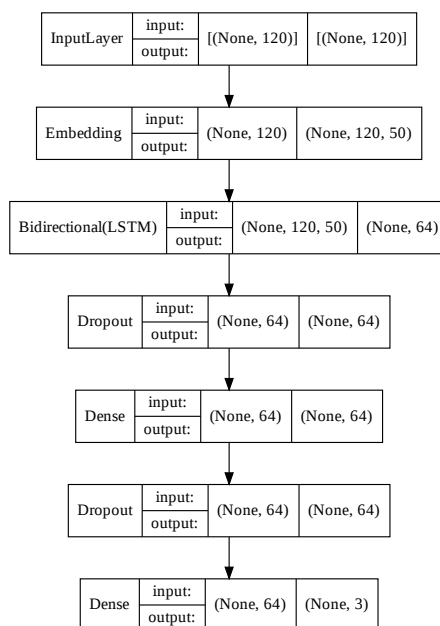 InputLayer input: output: [(None, 120)] [(None, 120)]
Embedding input: output: (None, 120) (None, 120, 50)
Bidirectional(LSTM) input: output: (None, 120, 50) (None, 64)
Dropout input: output: (None, 64) (None, 64)
Dense input: output: (None, 64) (None, 64)
Dropout input: output: (None, 64) (None, 64)
Dense input: output: (None, 64) (None, 3)